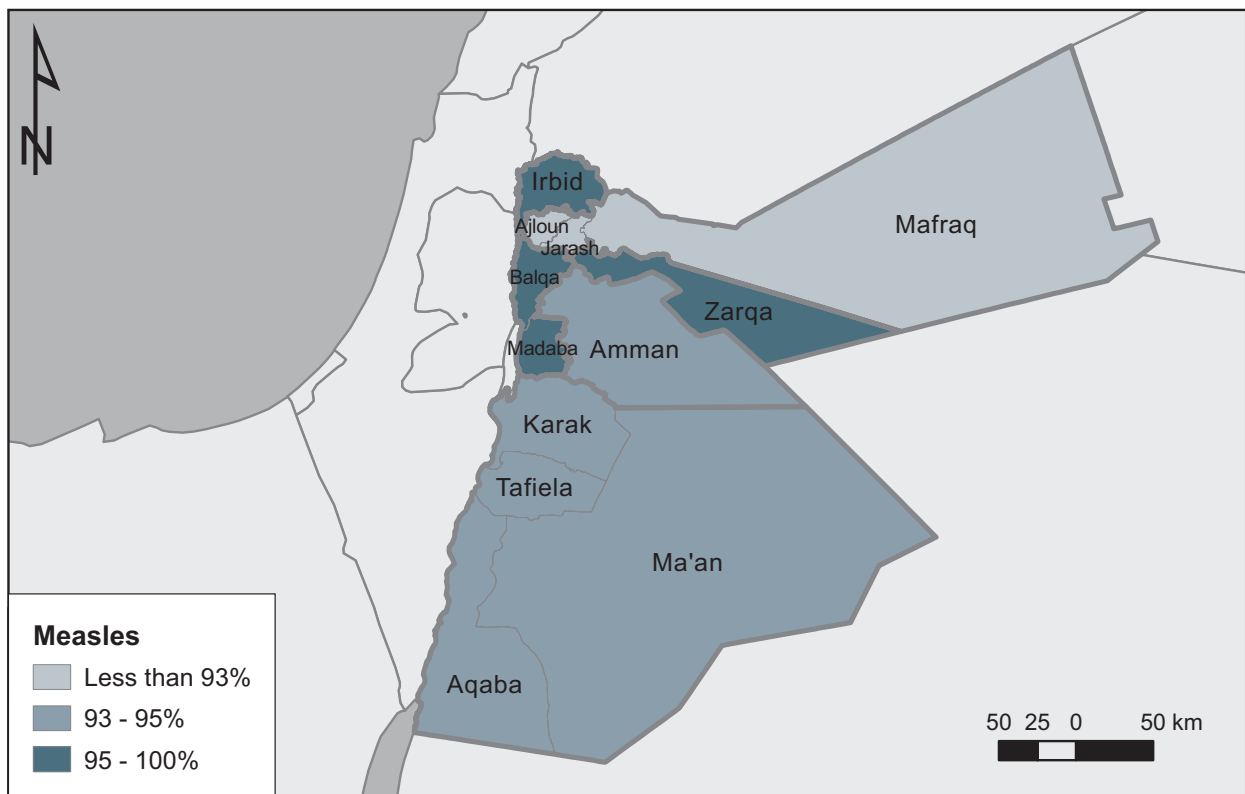 N
Irbid
Ajloun
Jarash
Mafraq
Balqa
Zarqa
Madaba
Amman
Karak
Tafiela
Ma'an
Aqaba
Measles
Less than 93%
93 - 95%
95 - 100%
50 25 0 50 km